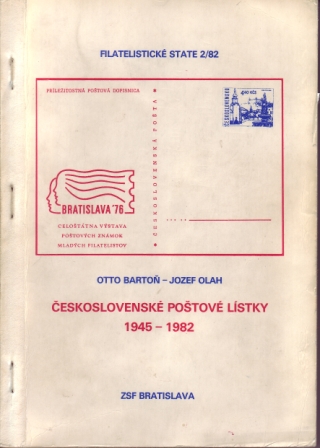 FILATELISTICKÉ STATE 2/82
PRÍLEŽITOSTNÁ POŠTOVÁ DOPISNICA
ČESKOSLOVENSKÁ POŠTA
ČESKOSLOVENSKO
BRATISLAVA '76
CELOŠTÁTNA VÝSTAVA
POŠTOVÝCH ZNÁMOK
MLADÝCH FILATELISTOV
OTTO BARTOŇ – JOZEF OLAH
ČESKOSLOVENSKÉ POŠTOVÉ LÍSTKY
1945 – 1982
ZSF BRATISLAVA